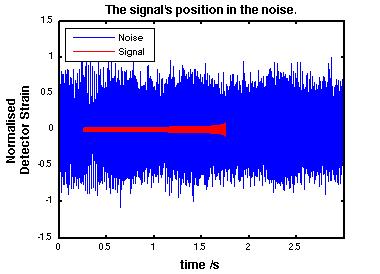 The signal's position in the noise.
1.5
Noise
Signal
1
0.5
0
-0.5
-1
-1.5
Normalised
Detector Strain
0 0.5 1 1.5 2 2.5
time /s